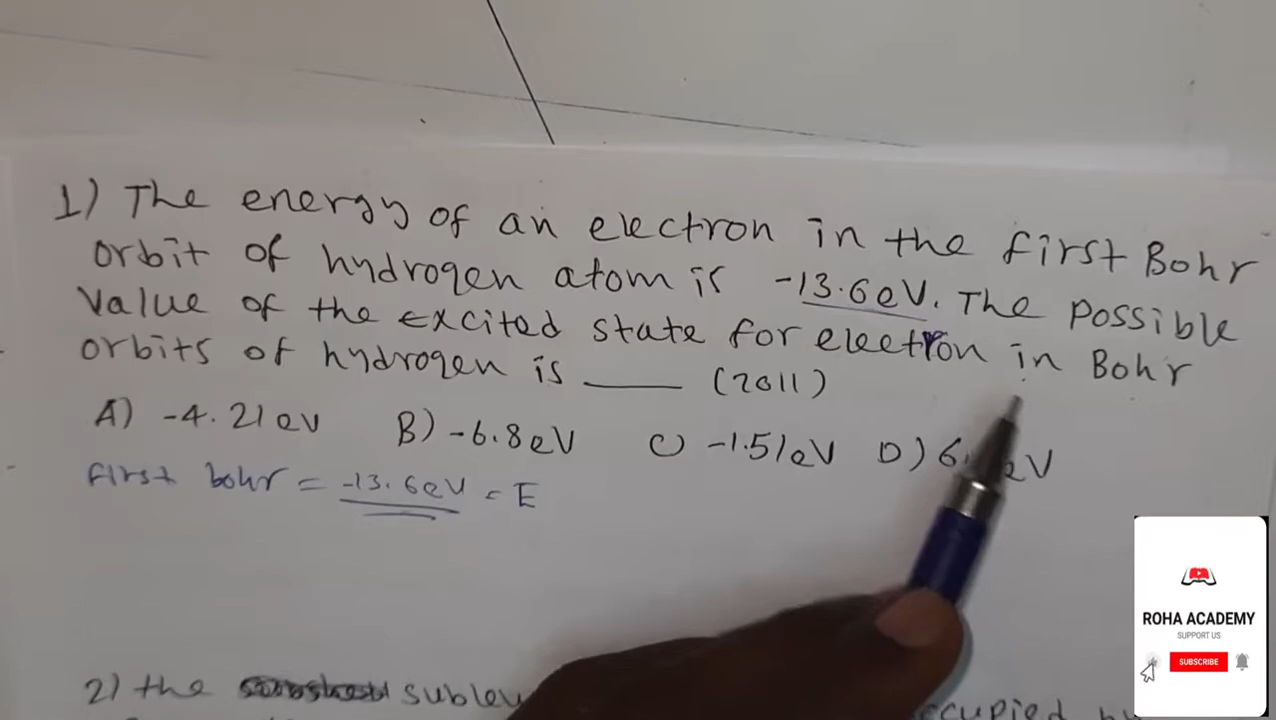 1) The energy of an electron in the first Bohr
orbit of hydrogen atom is -13.6eV. The possible
value of the excited state for electron in Bohr
orbits of hydrogen is ____ (2011)
A) -4.21eV B) -6.8eV C) -1.51eV D) 6. eV
first bohr = -13.6eV = E
2) the
ROHA ACADEMY
SUPPORT US
SUBSCRIBE